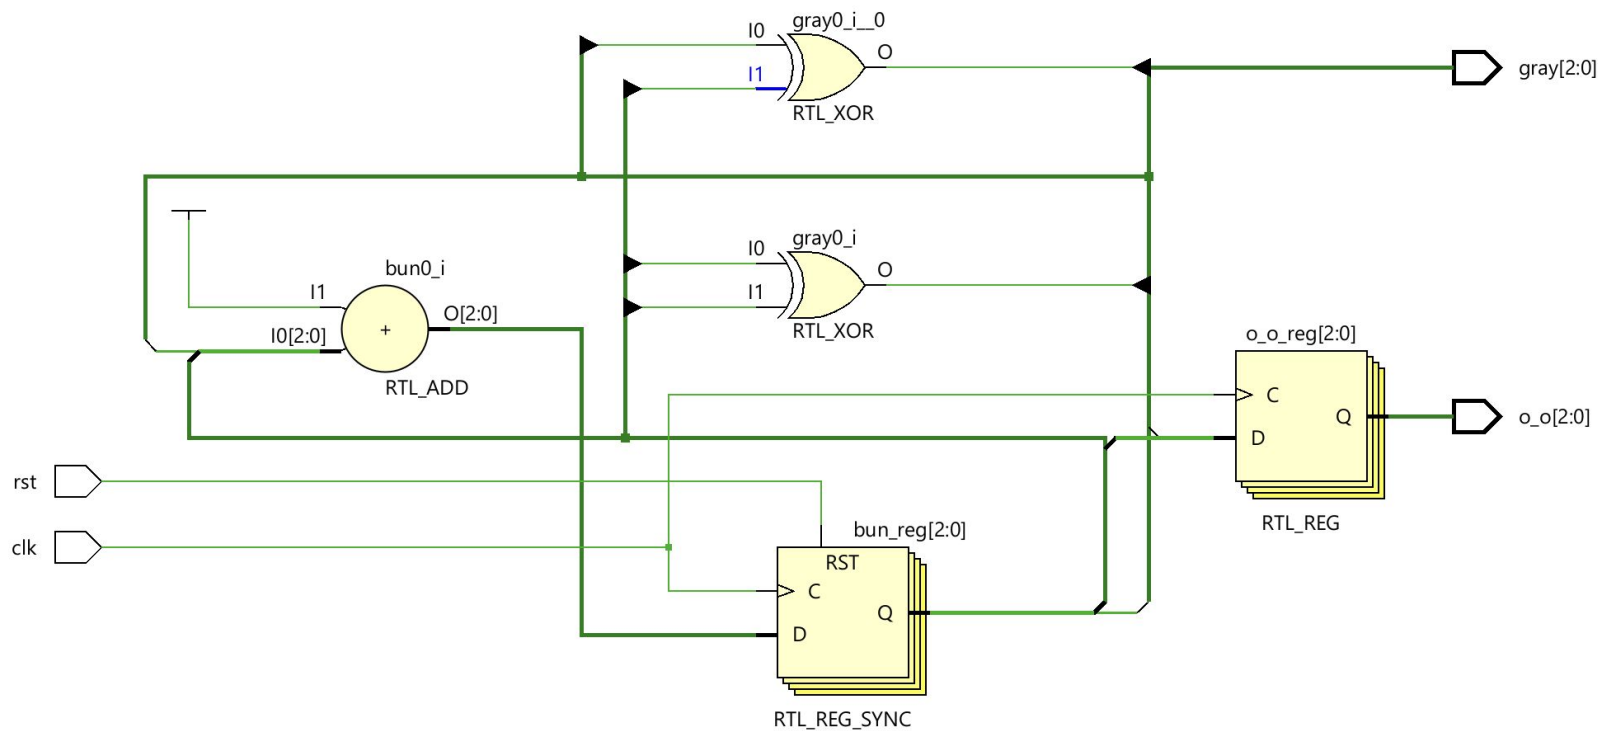 gray0_i__0
I0
O
I1
gray[2:0]
RTL_XOR
gray0_i
I0
bun0_i
O
I1
I1
O[2:0]
+
RTL_XOR
I0[2:0]
o_o_reg[2:0]
RTL_ADD
C
Q
o_o[2:0]
D
rst
RTL_REG
bun_reg[2:0]
clk
RST
C
Q
D
RTL_REG_SYNC